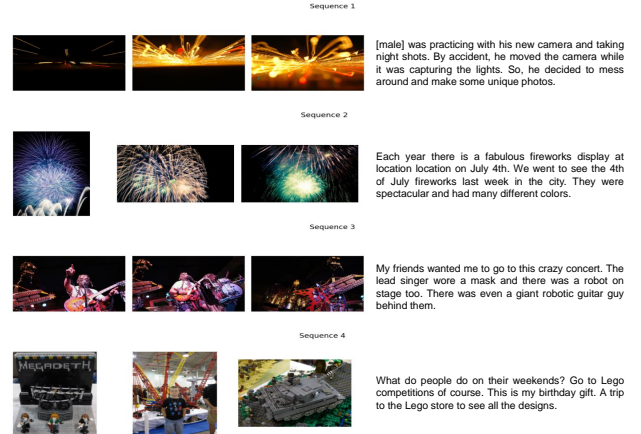 Sequence 1
[male] was practicing with his new camera and taking
night shots. By accident, he moved the camera while
it was capturing the lights. So, he decided to mess
around and make some unique photos.
Sequence 2
Each year there is a fabulous fireworks display at
location location on July 4th. We went to see the 4th
of July fireworks last week in the city. They were
spectacular and had many different colors.
Sequence 3
My friends wanted me to go to this crazy concert. The
lead singer wore a mask and there was a robot on
stage too. There was even a giant robotic guitar guy
behind them.
Sequence 4
MEGADETH
What do people do on their weekends? Go to Lego
competitions of course. This is my birthday gift. A trip
to the Lego store to see all the designs.